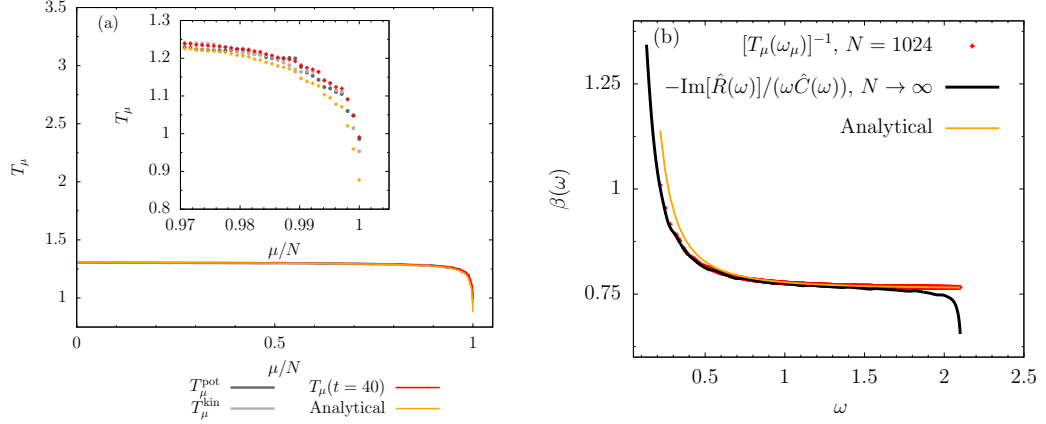 (a)
T_μ
3.5
3
2.5
2
1.5
1
0
0.5
1
μ/N
T_μ
1.3
1.2
1.1
1
0.9
0.8
0.97
0.98
0.99
1
μ/N
T_μ^pot
T_μ^kin
T_μ(t = 40)
Analytical
(b)
[T_μ(ω_μ)]^{-1}, N = 1024
−Im[R̂(ω)]/(ωĈ(ω)), N → ∞
Analytical
β(ω)
1.25
1
0.75
0.5
1.0
1.5
2.0
2.5
ω